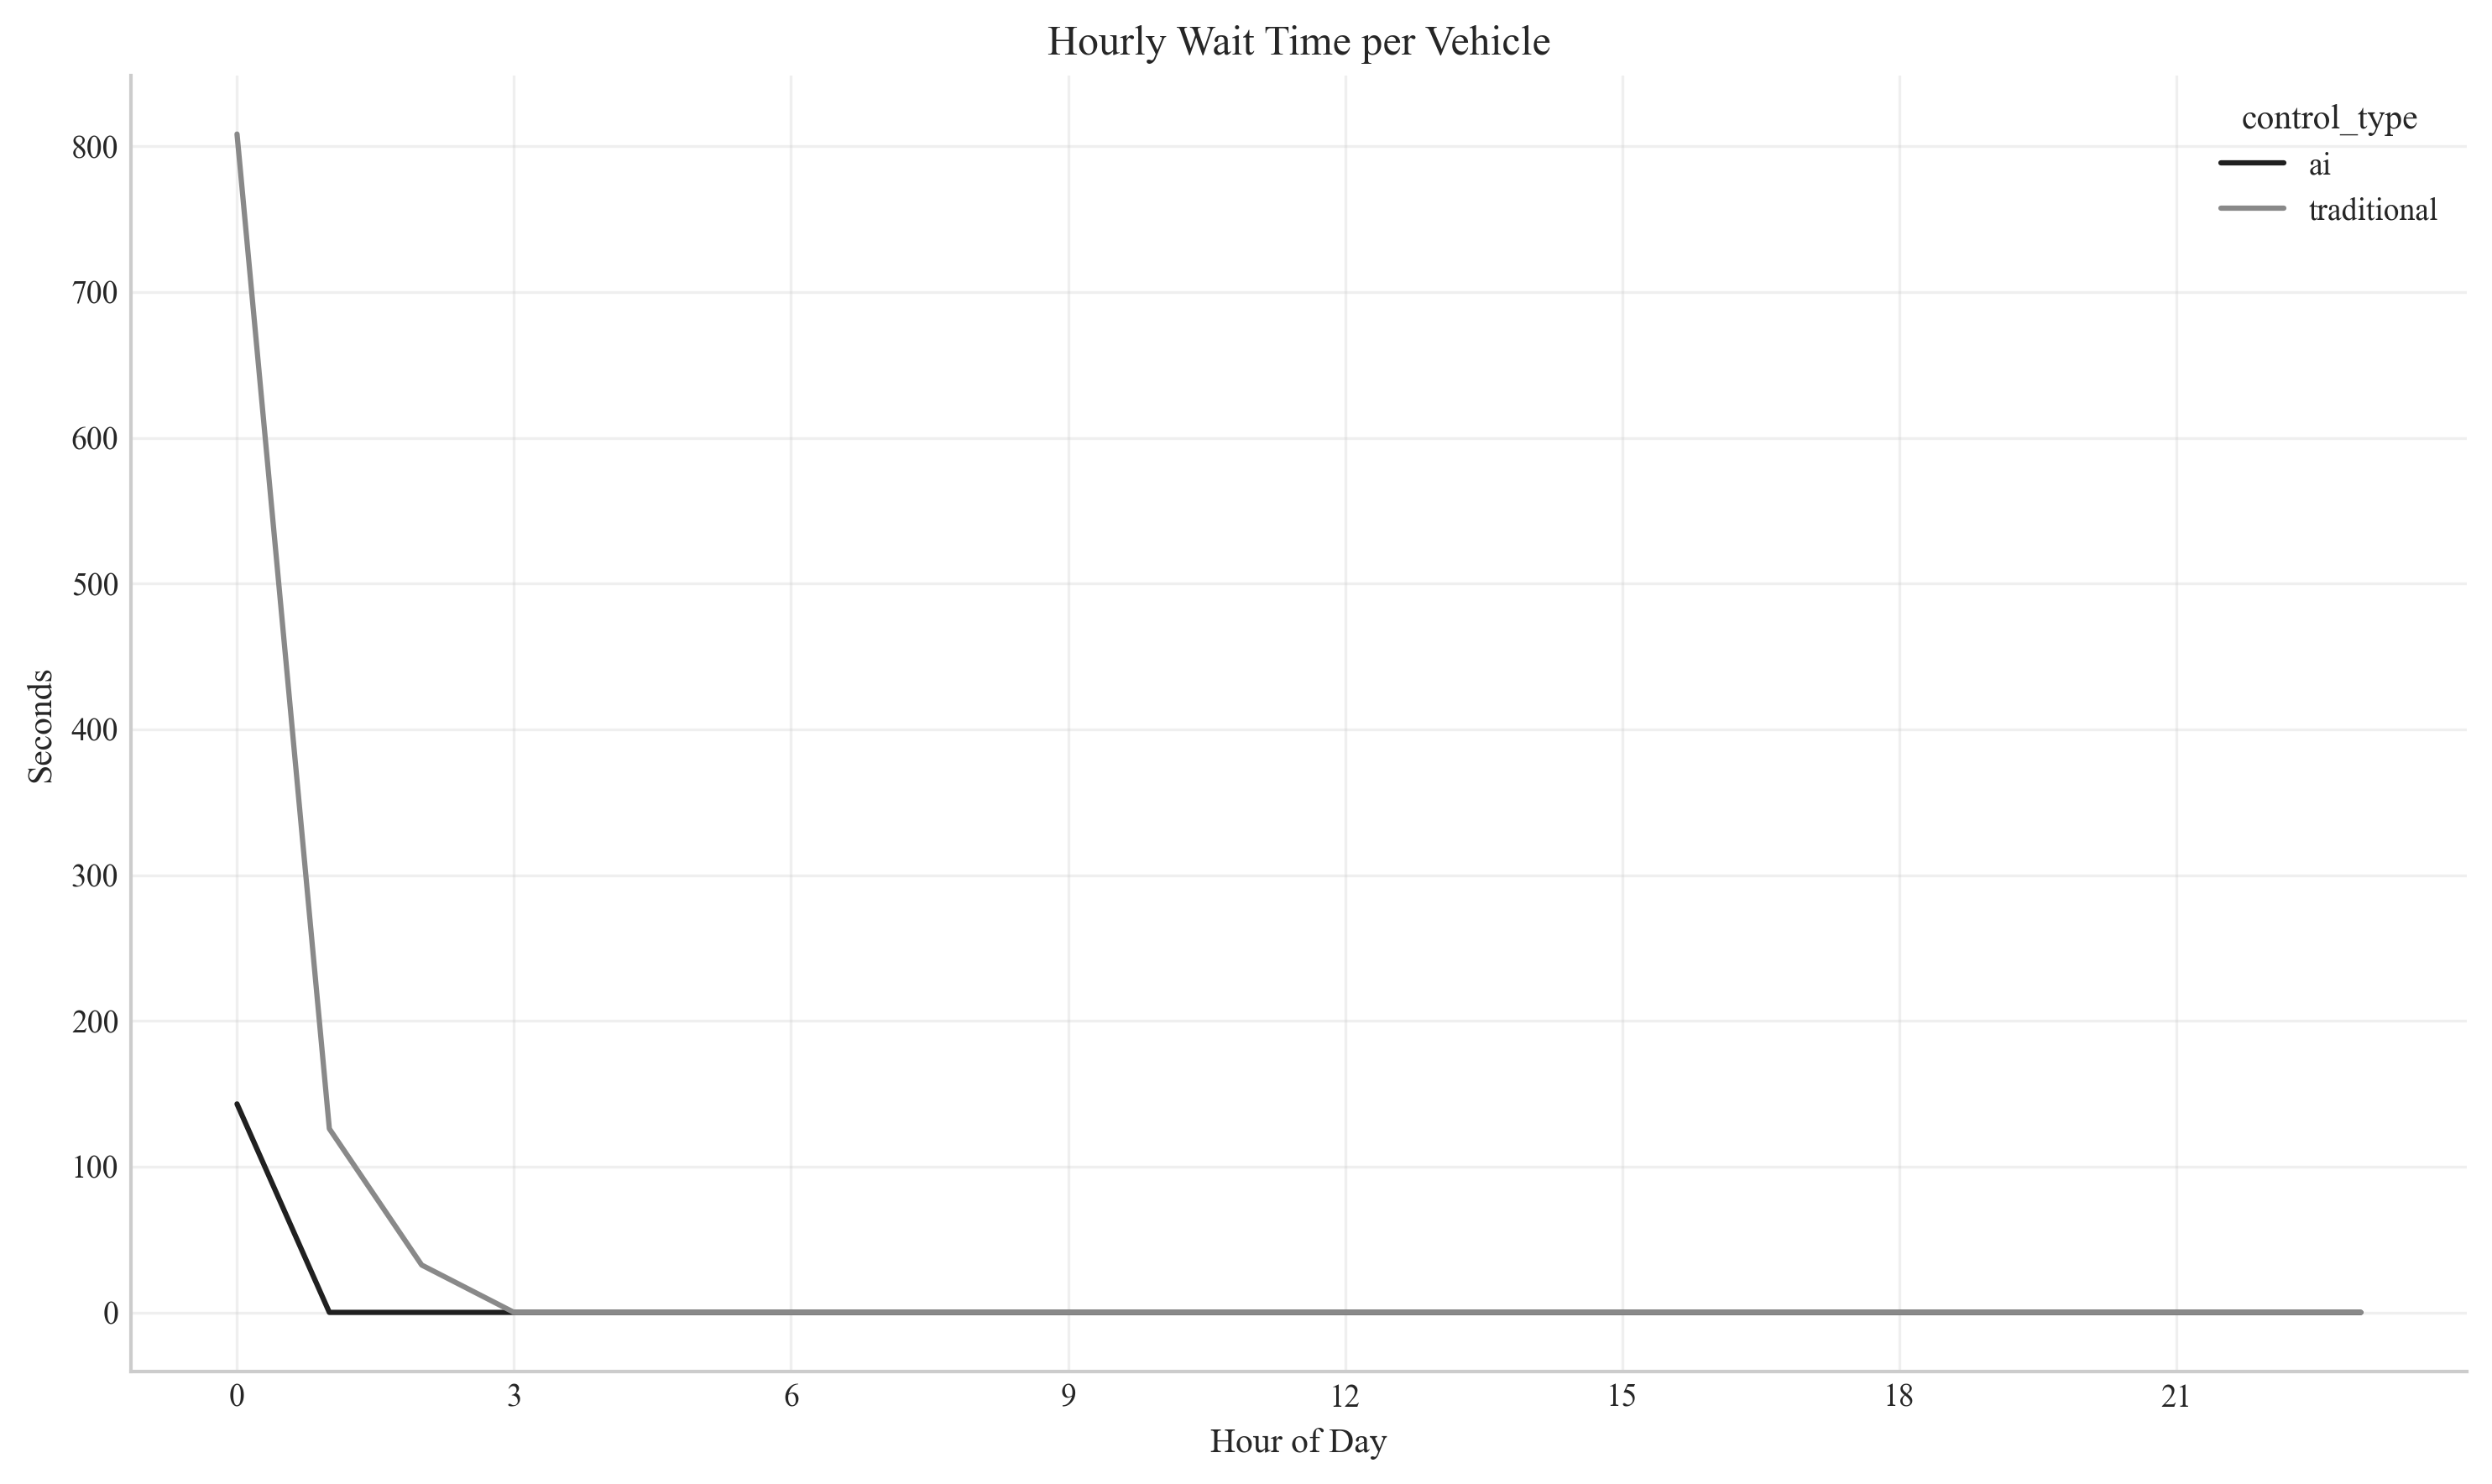 Hourly Wait Time per Vehicle
control_type
ai
traditional
800
700
600
500
400
300
200
100
0
Seconds
0 3 6 9 12 15 18 21
Hour of Day